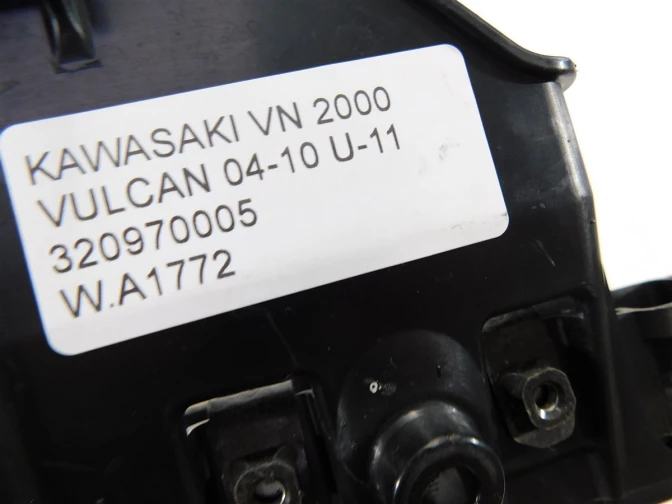 KAWASAKI VN 2000
VULCAN 04-10 U-11
320970005
W.A1772